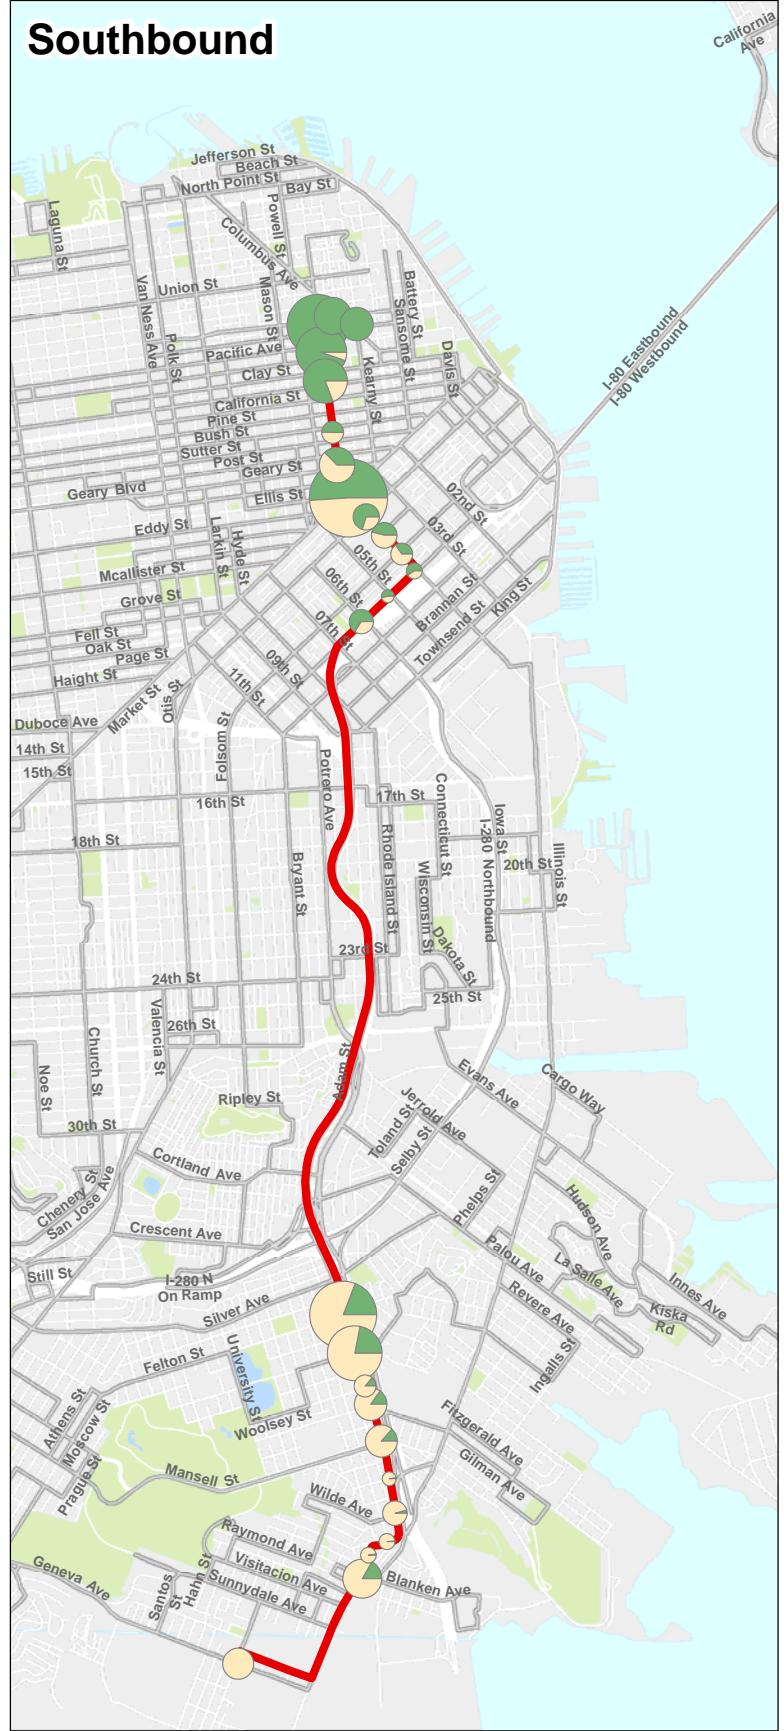 Southbound
California
Ave
Jefferson St
Beach St
North Point St
Bay St
Laguna St
Powell St
Columbus Ave
Union St
Van Ness Ave
Mason St
Battery St
Sansome St
Polk St
Pacific Ave
Kearny St
Davis St
Clay St
California St
I-80 Eastbound
I-80 Westbound
Pine St
Bush St
Sutter St
Post St
Geary St
Geary Blvd
Ellis St
02nd St
Eddy St
Larkin St
Hyde St
03rd St
05th St
Mcallister St
06th St
Grove St
Brannan St
King St
Fell St
Oak St
Page St
07th St
Townsend St
Haight St
09th St
11th St
Market St
Otis St
Duboce Ave
Folsom St
14th St
15th St
Potrero Ave
16th St
17th St
Connecticut St
Iowa St
I-280 Northbound
18th St
Rhode Island St
Illinois St
20th St
Bryant St
Wisconsin St
Dakota St
23rd St
24th St
25th St
Valencia St
26th St
Church St
Noe St
Adam St
Evans Ave
Cargo Way
Ripley St
Jerrold Ave
30th St
Toland St
Selby St
Cortland Ave
Chenery St
San Jose Ave
Phelps St
Hudson Ave
Crescent Ave
Palou Ave
La Salle Ave
Still St
I-280 N
On Ramp
Innes Ave
Revere Ave
Kiska
Rd
Silver Ave
Felton St
University St
Ingalls St
Athens St
Moscow St
Woolsey St
Fitzgerald Ave
Gilman Ave
Prague St
Mansell St
Wilde Ave
Raymond Ave
Visitacion Ave
Sunnydale Ave
Geneva Ave
Hahn St
Santos
St
Blanken Ave